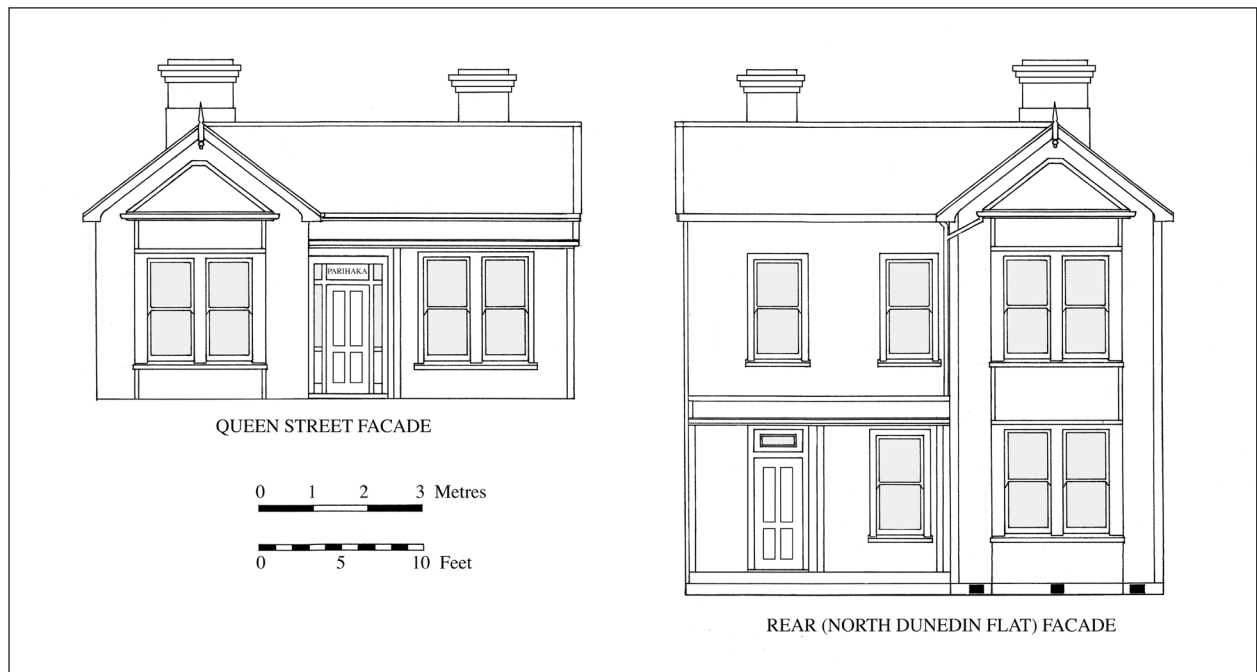 PARIHAKA
QUEEN STREET FACADE
0 1 2 3 Metres
0 5 10 Feet
REAR (NORTH DUNEDIN FLAT) FACADE